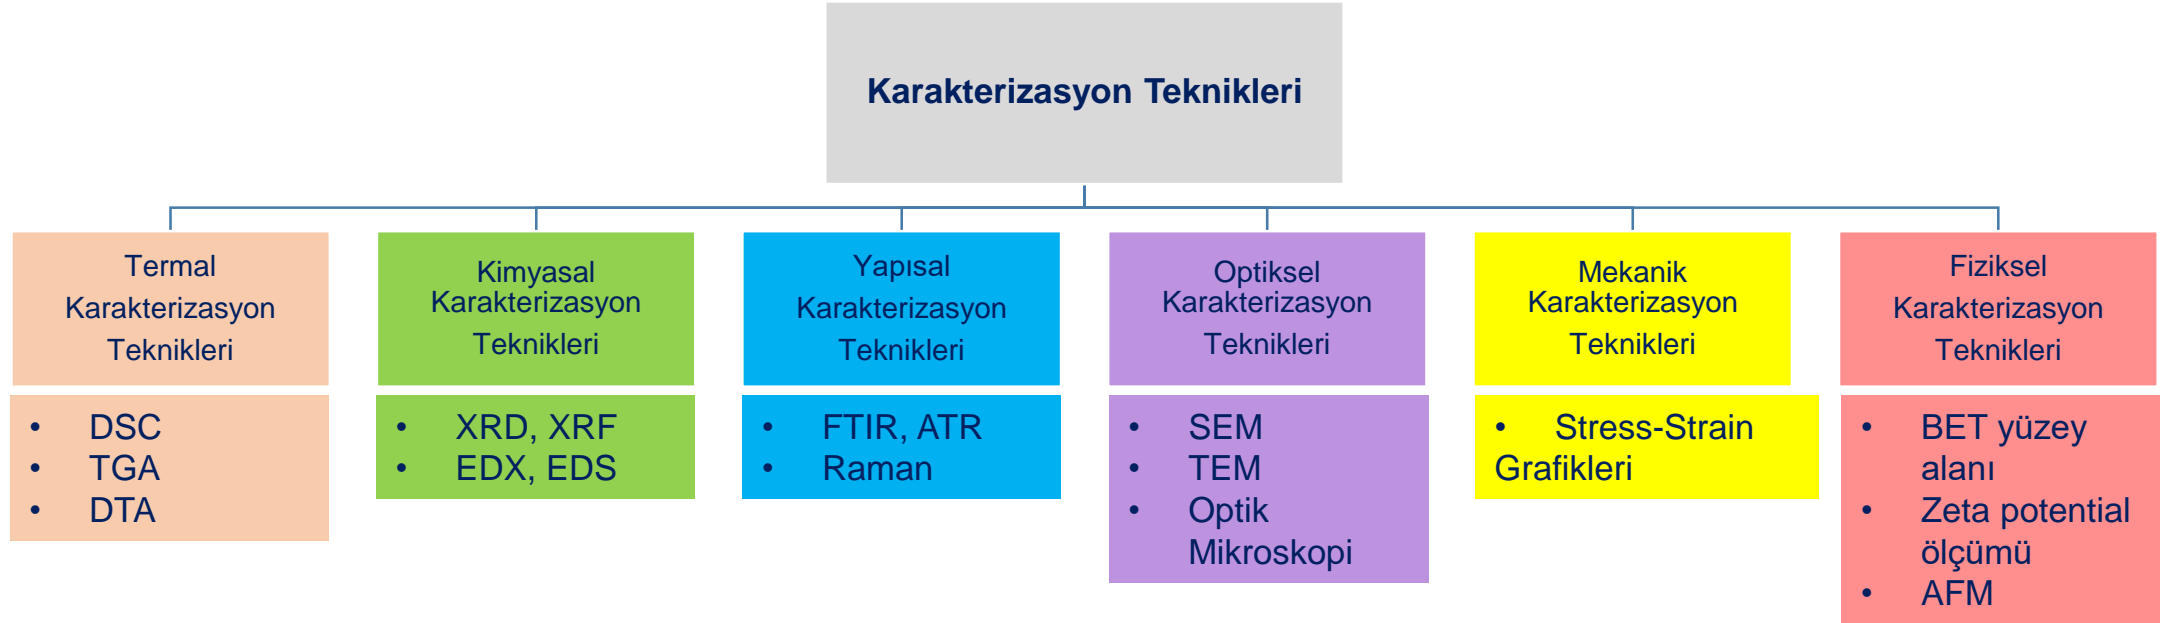 Karakterizasyon Teknikleri
Termal
Karakterizasyon
Teknikleri
• DSC
• TGA
• DTA
Kimyasal
Karakterizasyon
Teknikleri
• XRD, XRF
• EDX, EDS
Yapısal
Karakterizasyon
Teknikleri
• FTIR, ATR
• Raman
Optiksel
Karakterizasyon
Teknikleri
• SEM
• TEM
• Optik
Mikroskopi
Mekanik
Karakterizasyon
Teknikleri
• Stress-Strain
Grafikleri
Fiziksel
Karakterizasyon
Teknikleri
• BET yüzey
alanı
• Zeta potential
ölçümü
• AFM